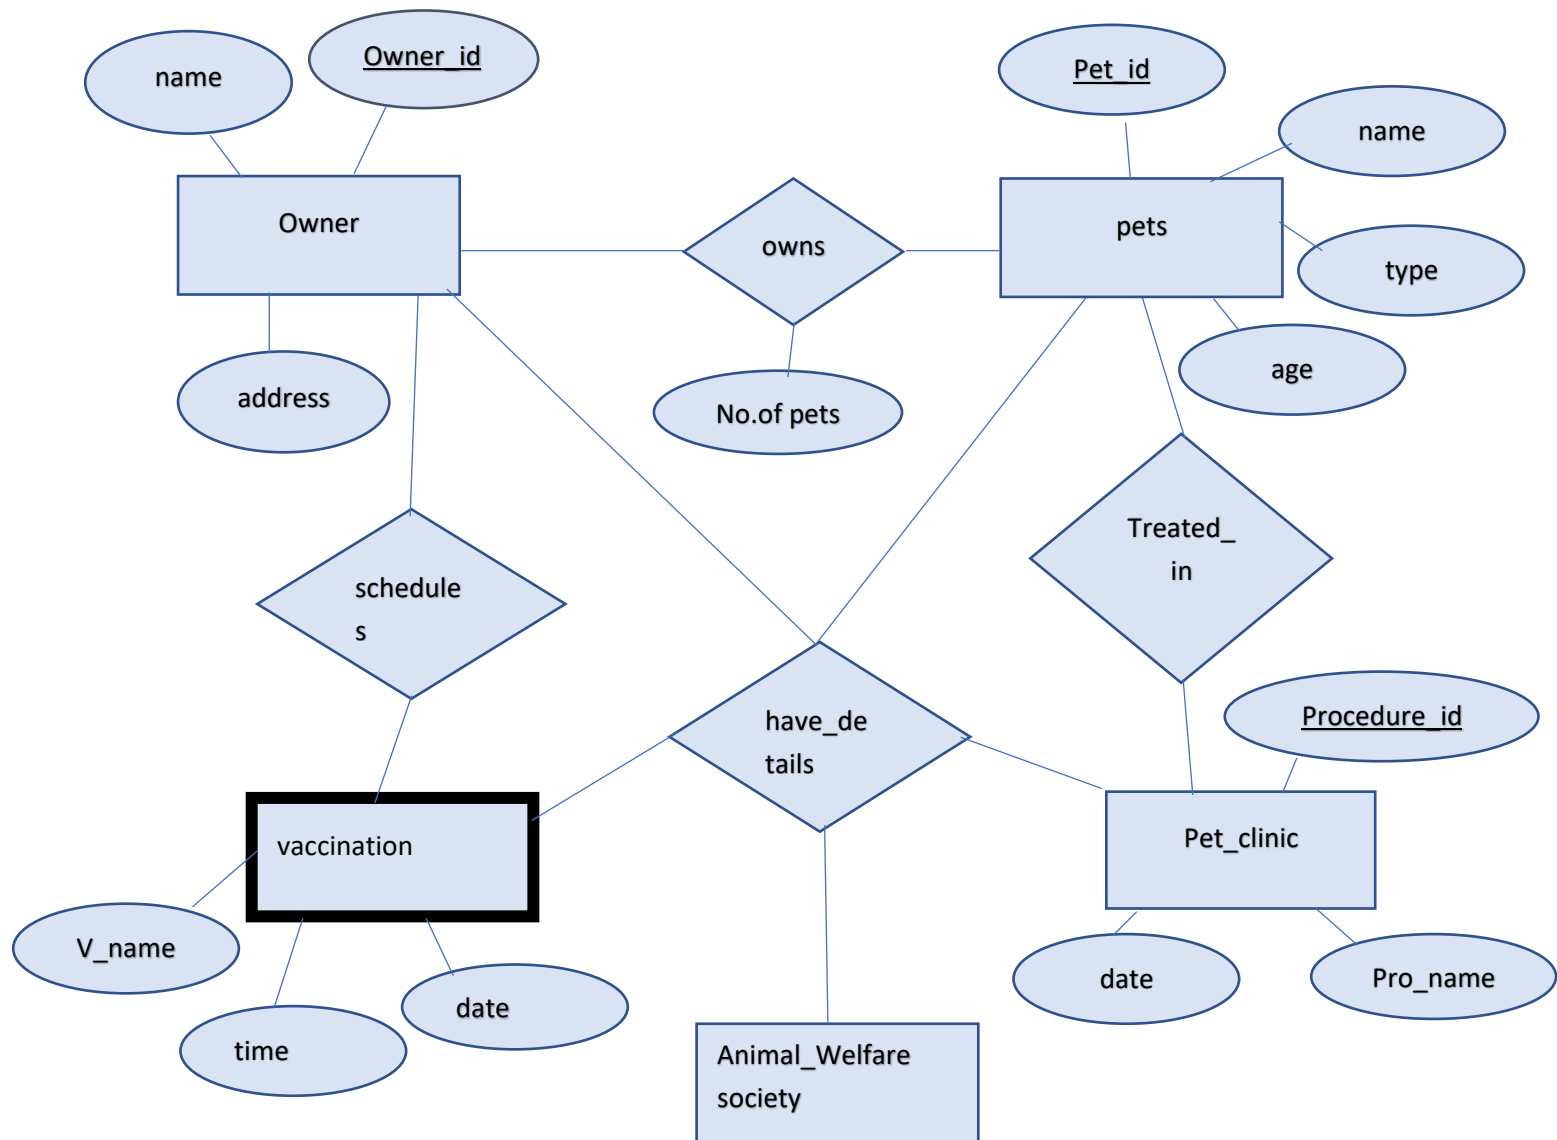 name
Owner_id
Pet_id
name
Owner
owns
pets
type
address
No.of pets
age
Treated_
in
schedule
s
have_de
tails
Procedure_id
vaccination
Pet_clinic
V_name
time
date
date
Pro_name
Animal_Welfare
society